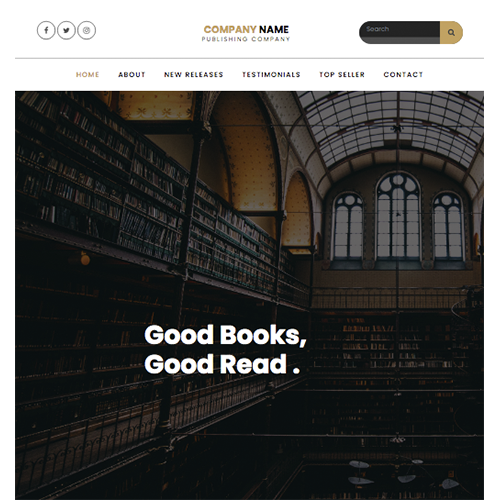 COMPANY NAME
PUBLISHING COMPANY
Search
HOME ABOUT NEW RELEASES TESTIMONIALS TOP SELLER CONTACT
Good Books,
Good Read .